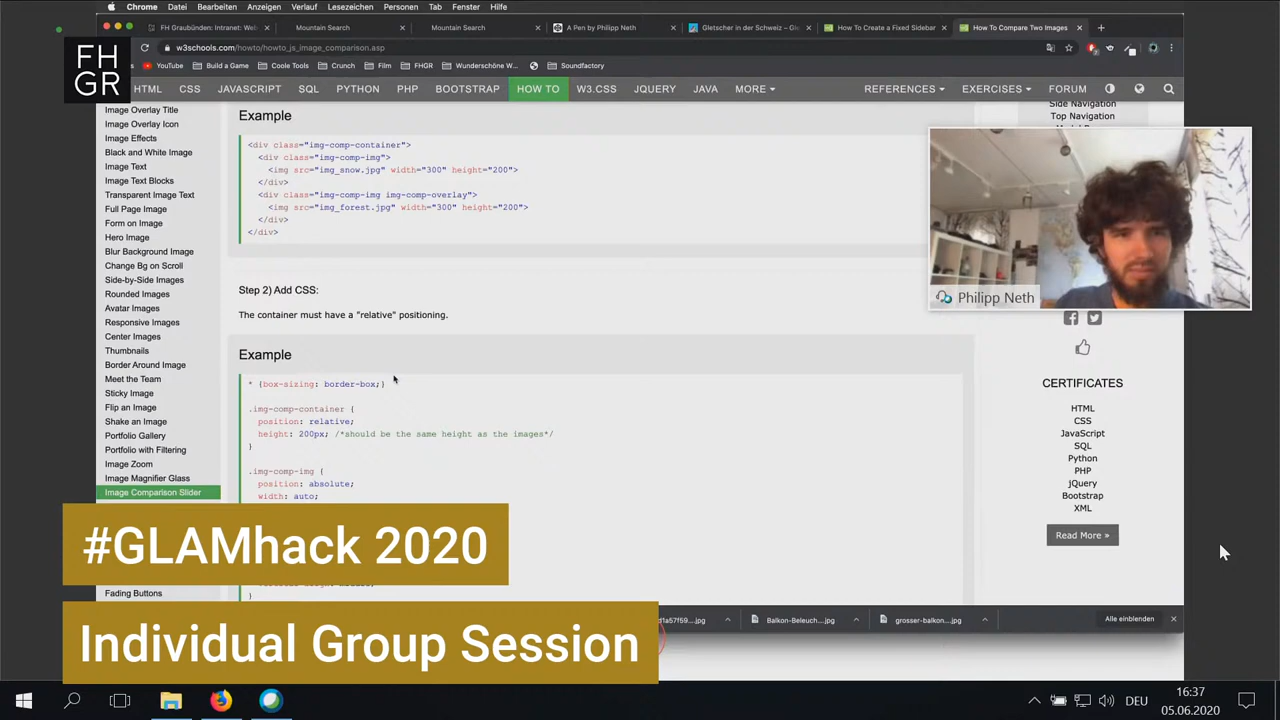 Chrome Datei Bearbeiten Anzeigen Verlauf Lesezeichen Personen Tab Fenster Hilfe
FH Graubünden: Intranet: Wel Mountain Search Mountain Search A Pen by Philipp Neth Gletscher in der Schweiz – Gl How To Create a Fixed Sidebar How To Compare Two Images
w3schools.com/howto/howto_js_image_comparison.asp
FH
GR
YouTube Build a Game Coole Tools Crunch Film FHGR Wunderschöne W... Soundfactory
HTML CSS JAVASCRIPT SQL PYTHON PHP BOOTSTRAP HOW TO W3.CSS JQUERY JAVA MORE REFERENCES EXERCISES FORUM
Image Overlay Title
Image Overlay Icon
Image Effects
Black and White Image
Image Text
Image Text Blocks
Transparent Image Text
Full Page Image
Form on Image
Hero Image
Blur Background Image
Change Bg on Scroll
Side-by-Side Images
Rounded Images
Avatar Images
Responsive Images
Center Images
Thumbnails
Border Around Image
Meet the Team
Sticky Image
Flip an Image
Shake an Image
Portfolio Gallery
Portfolio with Filtering
Image Zoom
Image Magnifier Glass
Image Comparison Slider
Fading Buttons
Example
<div class="img-comp-container">
<div class="img-comp-img">
<img src="img_snow.jpg" width="300" height="200">
</div>
<div class="img-comp-img img-comp-overlay">
<img src="img_forest.jpg" width="300" height="200">
</div>
</div>
Step 2) Add CSS:
The container must have a "relative" positioning.
Example
* {box-sizing: border-box;}
.img-comp-container {
position: relative;
height: 200px; /*should be the same height as the images*/
}
.img-comp-img {
position: absolute;
width: auto;
}
Side Navigation
Top Navigation
Philipp Neth
CERTIFICATES
HTML
CSS
JavaScript
SQL
Python
PHP
jQuery
Bootstrap
XML
Read More »
#GLAMhack 2020
Individual Group Session
d1a57f69....jpg Balkon-Beleuch....jpg grosser-balkon....jpg Alle einblenden
DEU 16:37
05.06.2020